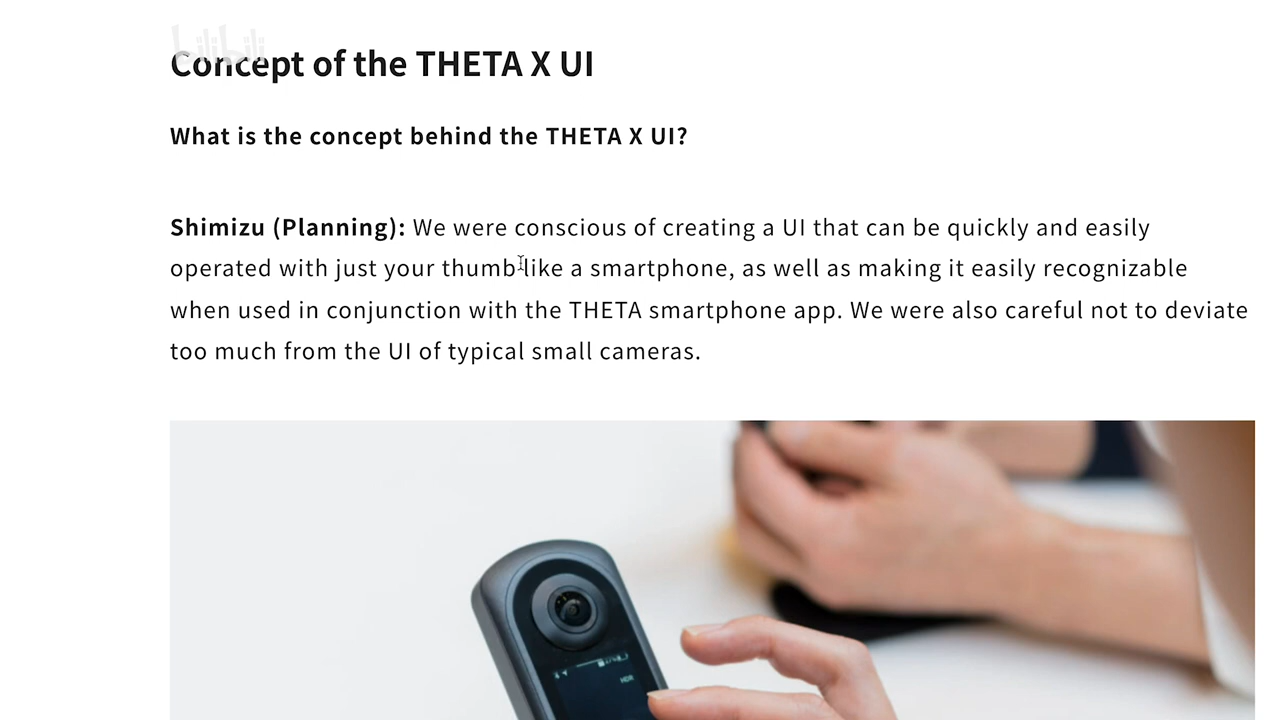 bilibili
Concept of the THETA X UI
What is the concept behind the THETA X UI?
Shimizu (Planning): We were conscious of creating a UI that can be quickly and easily
operated with just your thumb like a smartphone, as well as making it easily recognizable
when used in conjunction with the THETA smartphone app. We were also careful not to deviate
too much from the UI of typical small cameras.
HDR